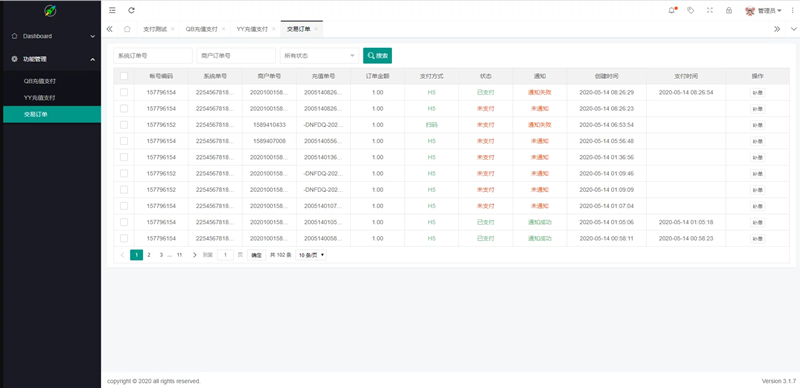 管理员
支付测试 QB充值支付 YY充值支付 交易订单
Dashboard
功能管理
QB充值支付
YY充值支付
交易订单
系统订单号 商户订单号 所有状态 搜索
帐号编码 系统单号 商户单号 充值单号 订单金额 支付方式 状态 通知 创建时间 支付时间 操作
157796154 2254567818... 2020100158... 2005140826... 1.00 H5 已支付 通知失败 2020-05-14 08:26:29 2020-05-14 08:26:54 补单
157796154 2254567818... 2020100158... 2005140826... 1.00 H5 未支付 未通知 2020-05-14 08:26:23 补单
157796152 2254567818... 1589410433 -DNFDQ-202... 1.00 扫码 已支付 通知失败 2020-05-14 06:53:54 补单
157796154 2254567818... 1589407008 2005140556... 1.00 H5 未支付 未通知 2020-05-14 05:56:48 补单
157796154 2254567818... 2020100158... 2005140136... 1.00 H5 未支付 未通知 2020-05-14 01:36:56 补单
157796152 2254567818... 2020100158... -DNFDQ-202... 1.00 H5 未支付 未通知 2020-05-14 01:09:46 补单
157796152 2254567818... 2020100158... -DNFDQ-202... 1.00 H5 未支付 未通知 2020-05-14 01:09:09 补单
157796154 2254567818... 2020100158... 2005140107... 1.00 H5 未支付 未通知 2020-05-14 01:07:04 补单
157796154 2254567818... 2020100158... 2005140105... 1.00 H5 已支付 通知成功 2020-05-14 01:05:06 2020-05-14 01:05:18 补单
157796154 2254567818... 2020100158... 2005140058... 1.00 H5 已支付 通知成功 2020-05-14 00:58:11 2020-05-14 00:58:23 补单
1 2 3 ... 11 到第 1 页 确定 共 102 条 10 条/页
copyright © 2020 all rights reserved. Version 3.1.7